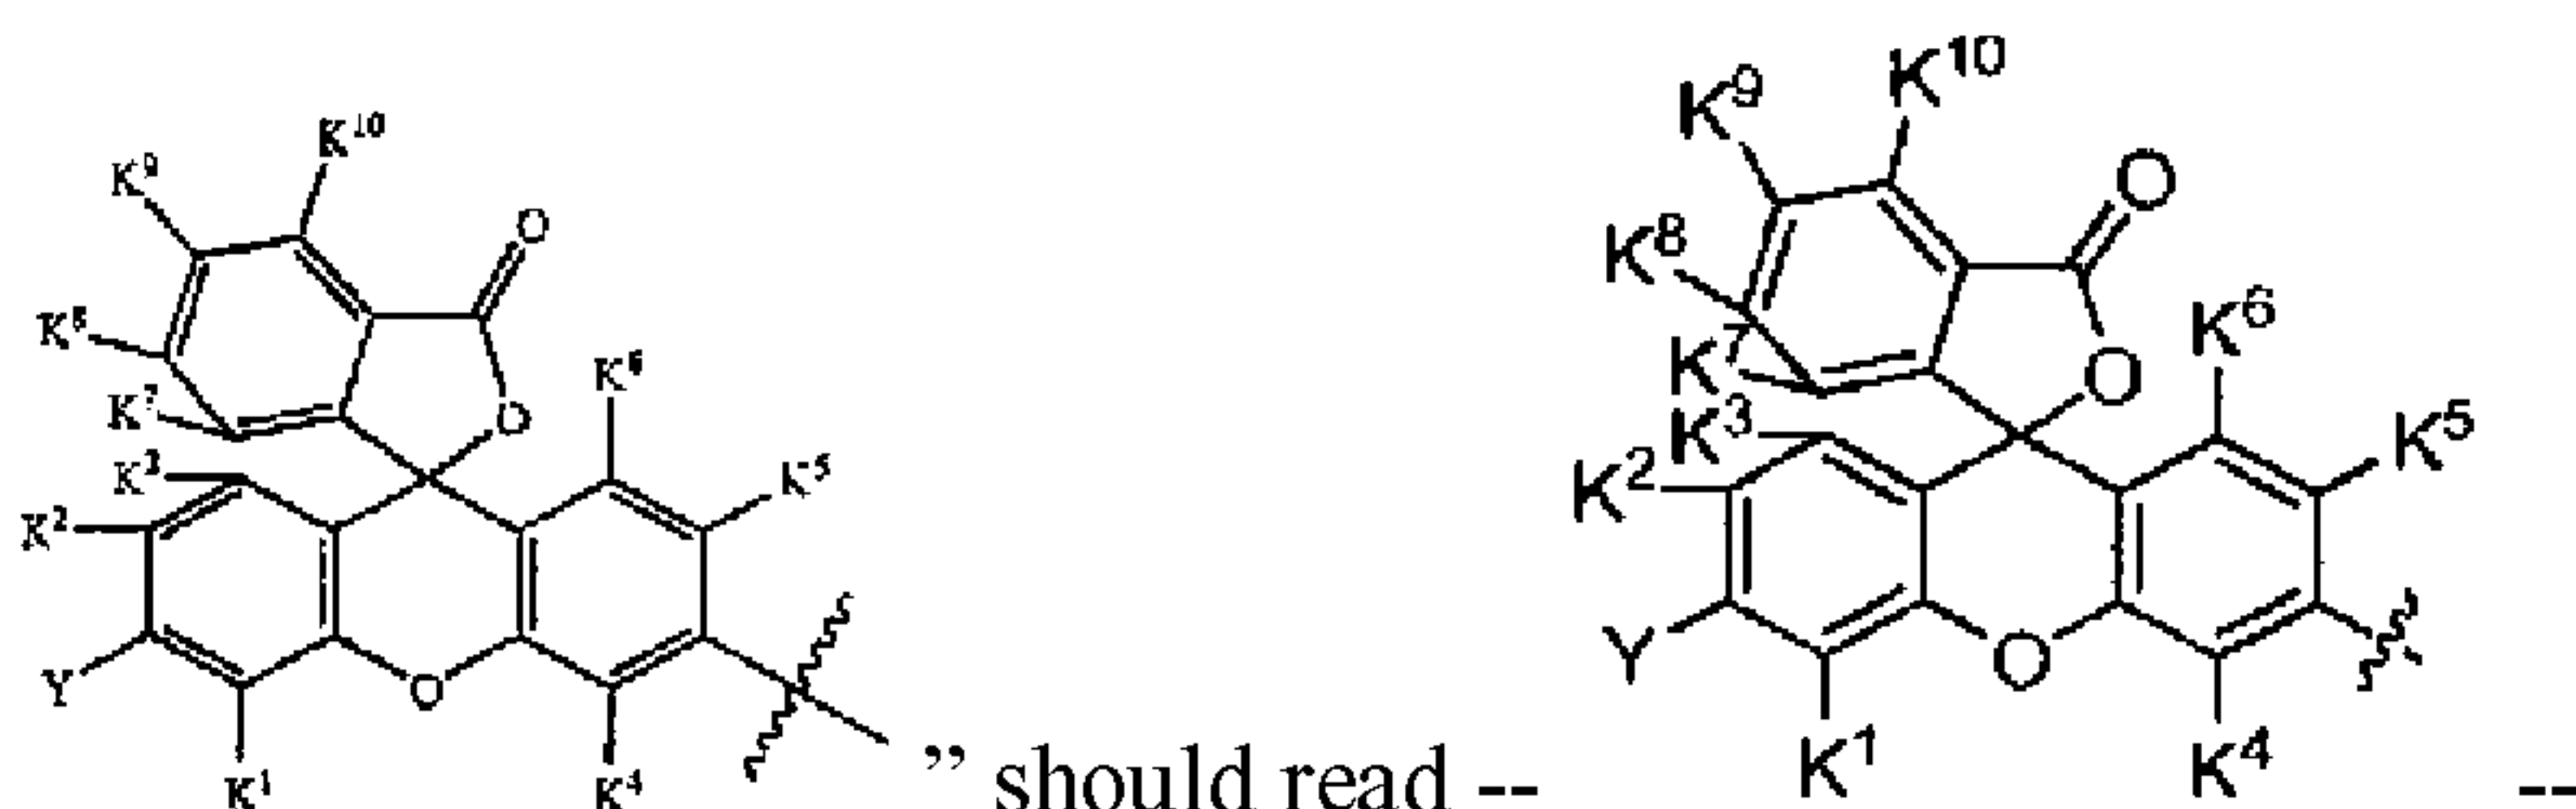 K¹⁰
K⁹
O
K⁸
K⁶
K⁷
O
K³
K⁵
K²
Y
O
K¹
K⁴
” should read --
K¹⁰
K⁹
O
K⁸
K⁶
K⁷
O
K³
K⁵
K²
Y
O
K¹
K⁴
--